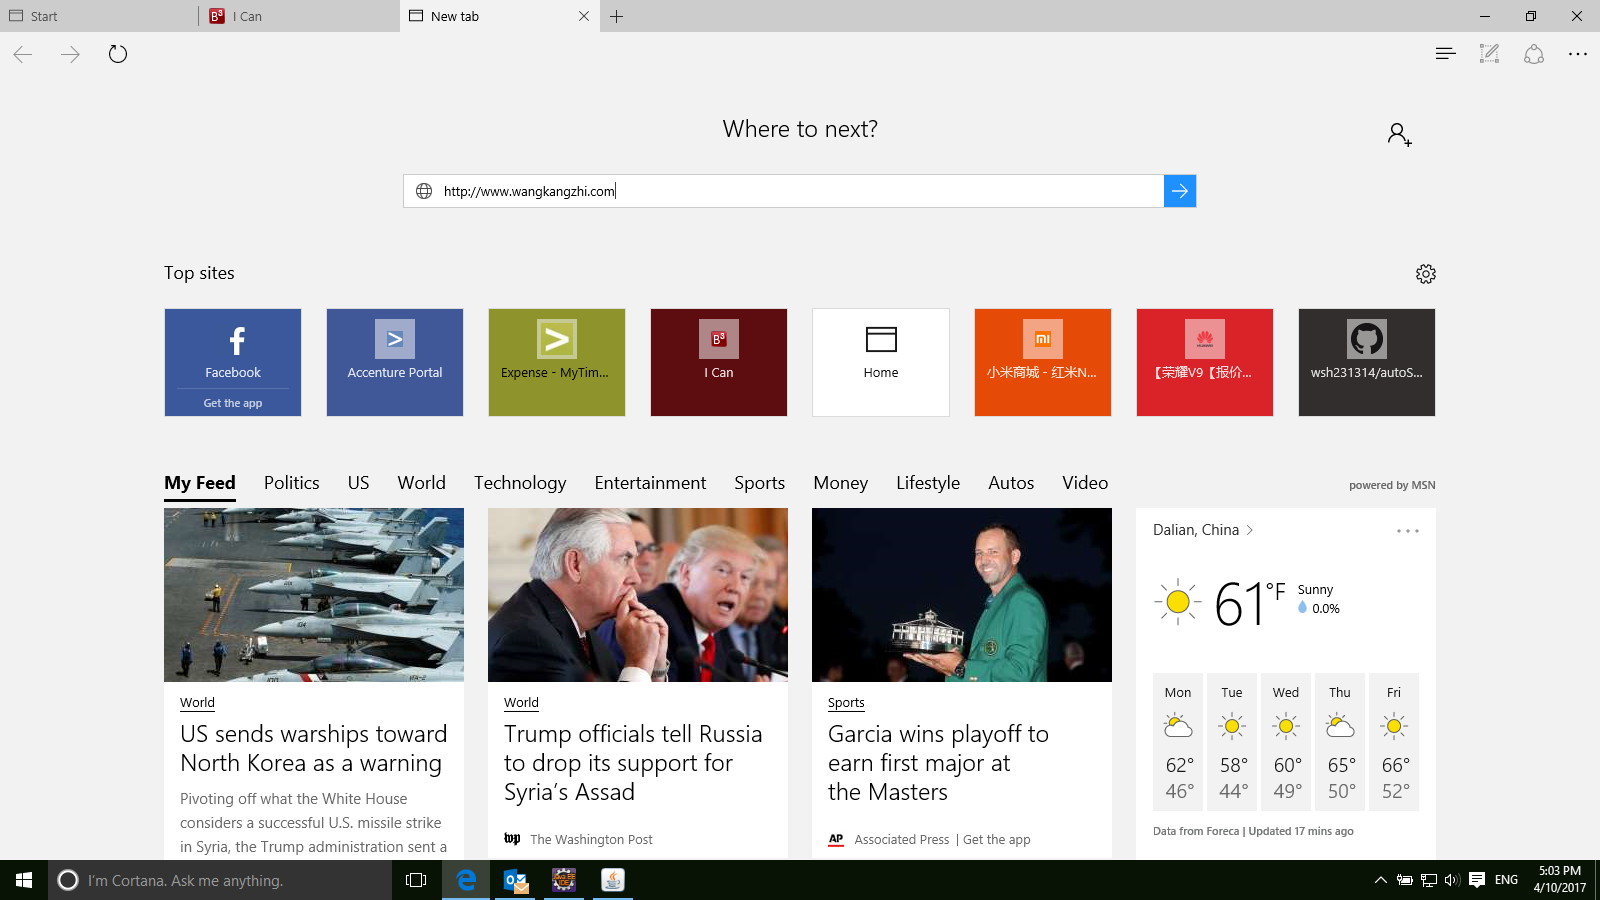 Start
B³ I Can
New tab
Where to next?
http://www.wangkangzhi.com
Top sites
Facebook
Get the app
Accenture Portal
Expense - MyTim...
B³
I Can
Home
小米商城 - 红米N...
HUAWEI
【荣耀V9【报价...
wsh231314/autoS...
My Feed Politics US World Technology Entertainment Sports Money Lifestyle Autos Video
powered by MSN
World
US sends warships toward
North Korea as a warning
Pivoting off what the White House
considers a successful U.S. missile strike
in Syria, the Trump administration sent a
World
Trump officials tell Russia
to drop its support for
Syria’s Assad
wp The Washington Post
Sports
Garcia wins playoff to
earn first major at
the Masters
AP Associated Press | Get the app
Dalian, China
61°F
Sunny
0.0%
Mon Tue Wed Thu Fri
62° 58° 60° 65° 66°
46° 44° 49° 50° 52°
Data from Foreca | Updated 17 mins ago
I'm Cortana. Ask me anything.
ENG
5:03 PM
4/10/2017